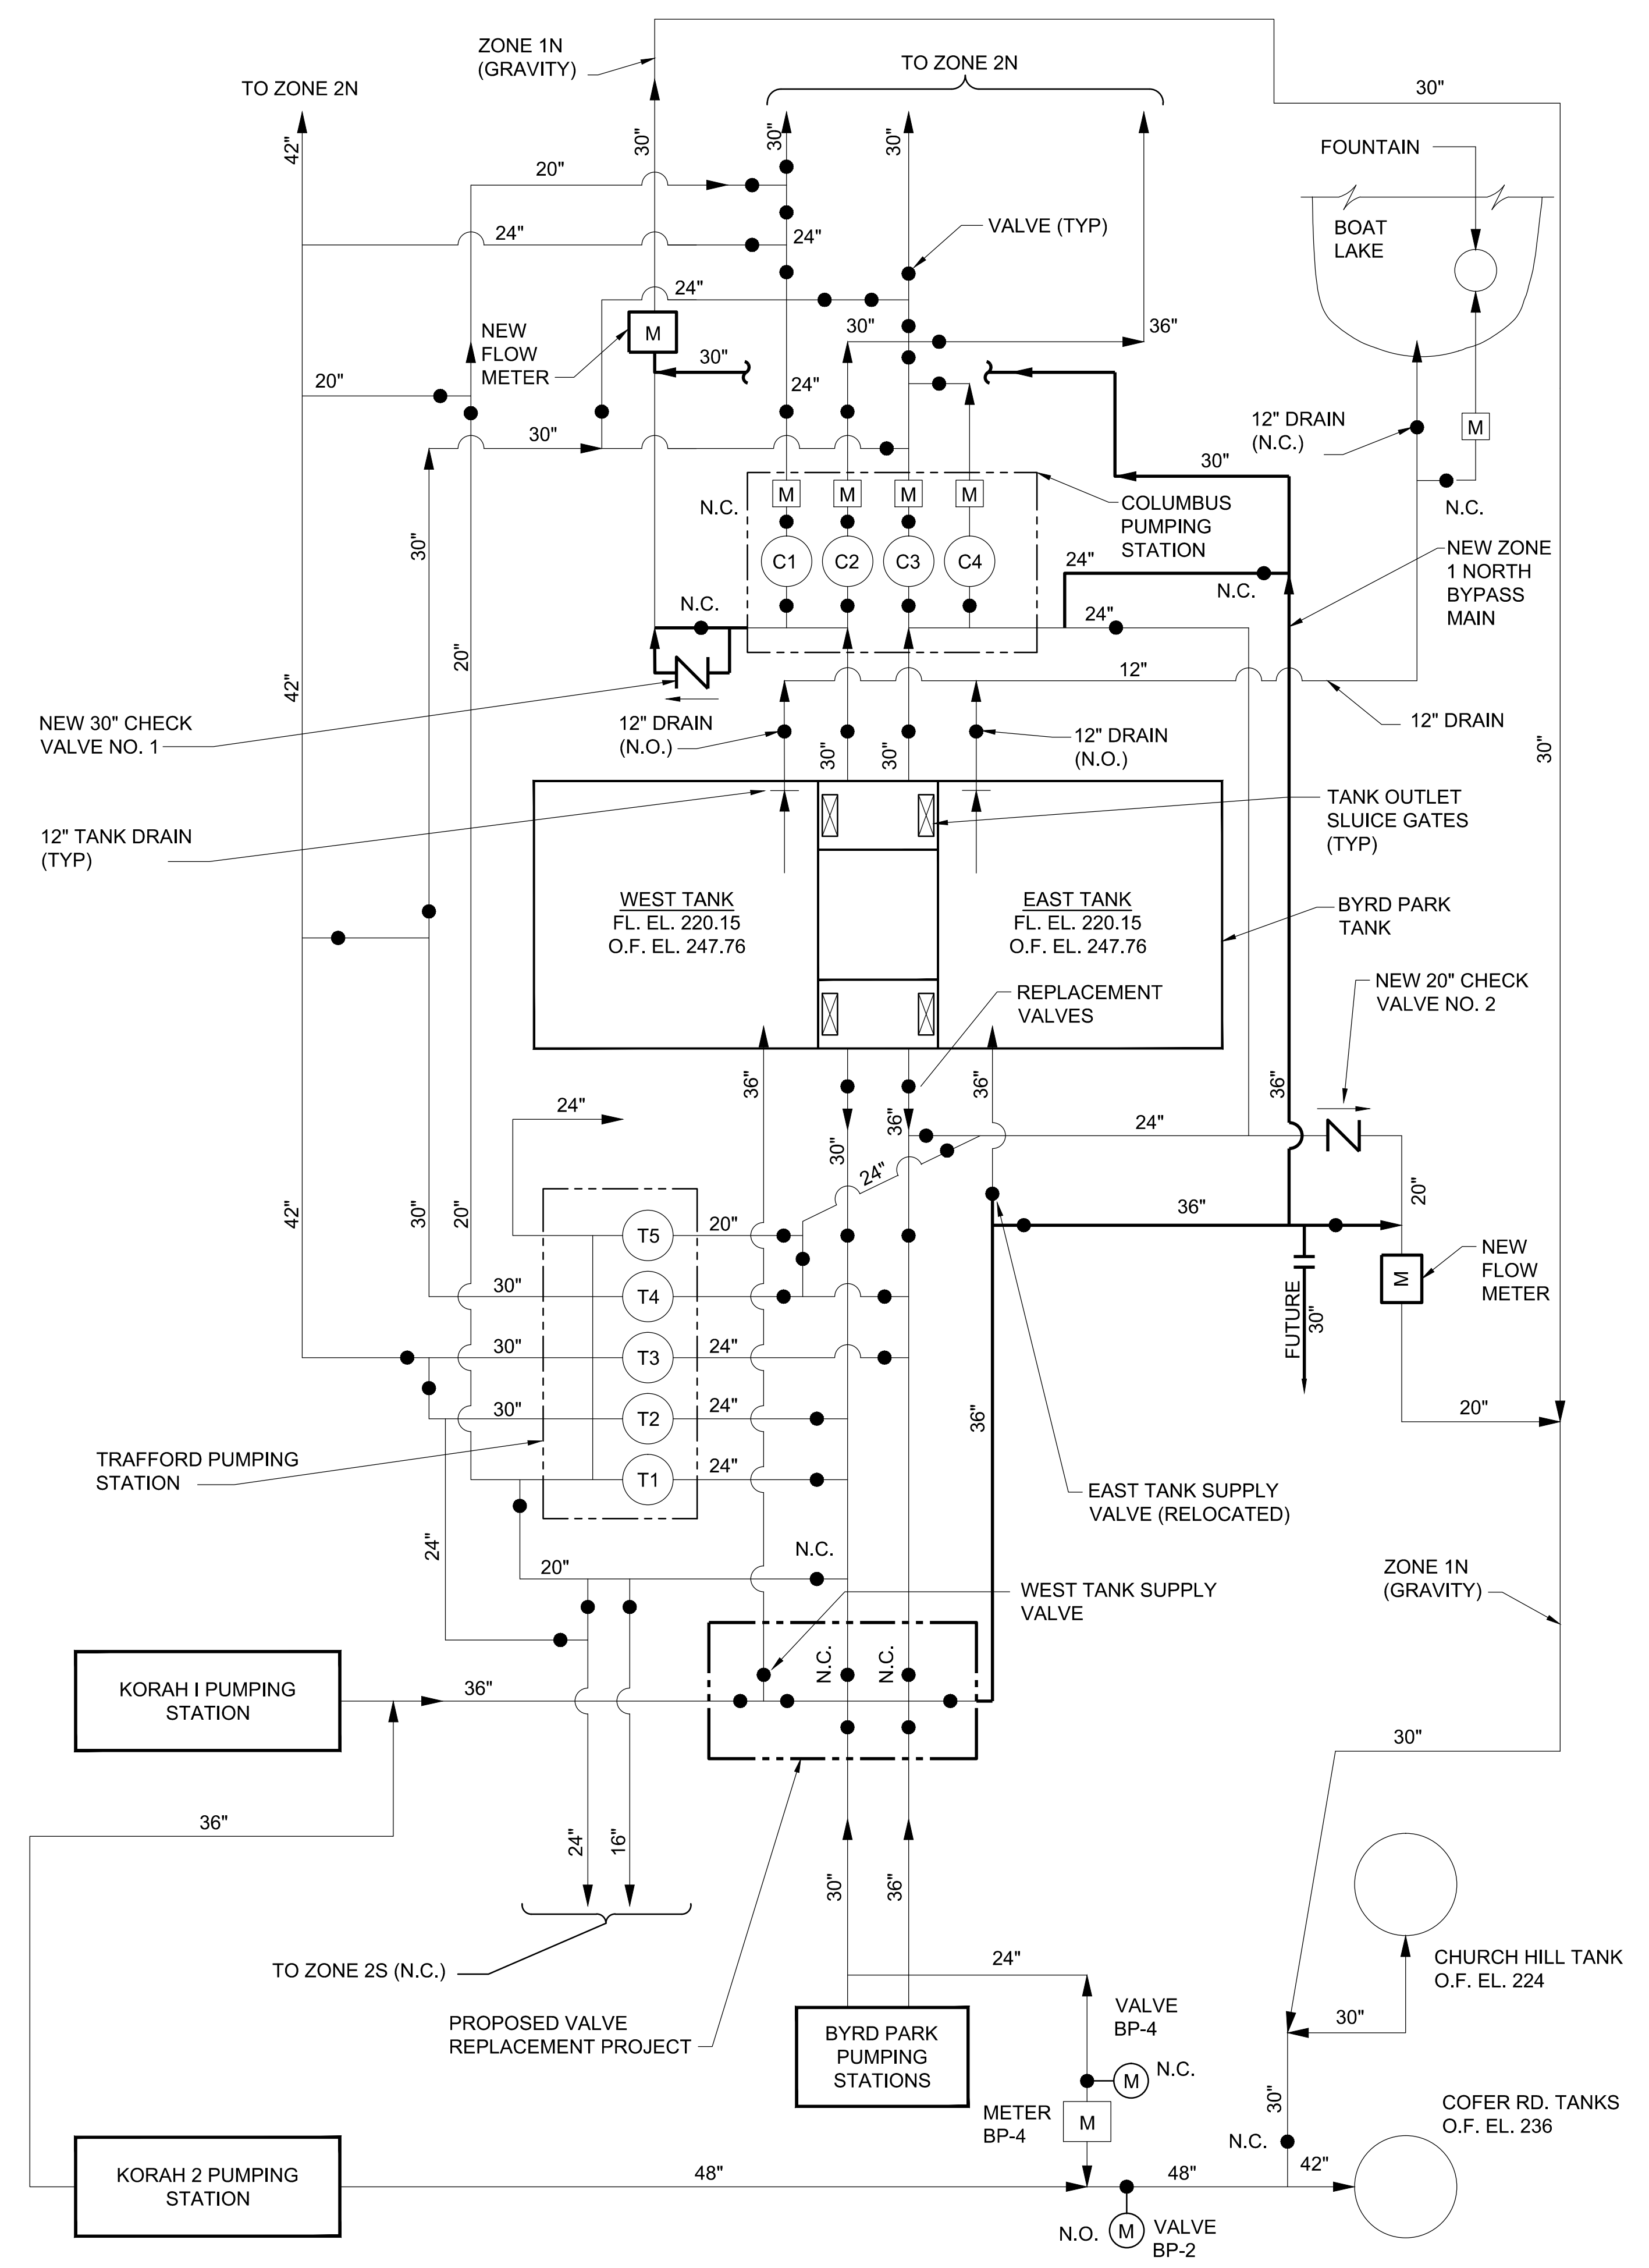 ZONE 1N
(GRAVITY)
TO ZONE 2N
TO ZONE 2N
30"
42"
30"
30"
30"
FOUNTAIN
20"
VALVE (TYP)
BOAT
LAKE
24"
24"
24"
NEW
FLOW
METER
M
30"
36"
30"
20"
24"
12" DRAIN
(N.C.)
M
30"
30"
N.C.
M
M
M
M
COLUMBUS
PUMPING
STATION
N.C.
30"
C1
C2
C3
C4
24"
N.C.
NEW ZONE
1 NORTH
BYPASS
MAIN
N.C.
24"
20"
12"
42"
NEW 30" CHECK
VALVE NO. 1
12" DRAIN
(N.O.)
30"
30"
12" DRAIN
(N.O.)
12" DRAIN
30"
12" TANK DRAIN
(TYP)
TANK OUTLET
SLUICE GATES
(TYP)
WEST TANK
FL. EL. 220.15
O.F. EL. 247.76
EAST TANK
FL. EL. 220.15
O.F. EL. 247.76
BYRD PARK
TANK
REPLACEMENT
VALVES
NEW 20" CHECK
VALVE NO. 2
36"
36"
36"
36"
24"
24"
30"
24"
20"
42"
30"
20"
T5
20"
36"
NEW
FLOW
METER
M
30"
T4
FUTURE
30"
30"
T3
24"
30"
T2
24"
36"
20"
TRAFFORD PUMPING
STATION
T1
24"
EAST TANK SUPPLY
VALVE (RELOCATED)
24"
20"
N.C.
WEST TANK SUPPLY
VALVE
ZONE 1N
(GRAVITY)
N.C.
N.C.
KORAH I PUMPING
STATION
36"
30"
36"
24"
16"
30"
36"
TO ZONE 2S (N.C.)
24"
CHURCH HILL TANK
O.F. EL. 224
PROPOSED VALVE
REPLACEMENT PROJECT
BYRD PARK
PUMPING
STATIONS
VALVE
BP-4
M
N.C.
30"
METER
BP-4
M
30"
COFER RD. TANKS
O.F. EL. 236
N.C.
KORAH 2 PUMPING
STATION
48"
48"
42"
N.O.
M
VALVE
BP-2